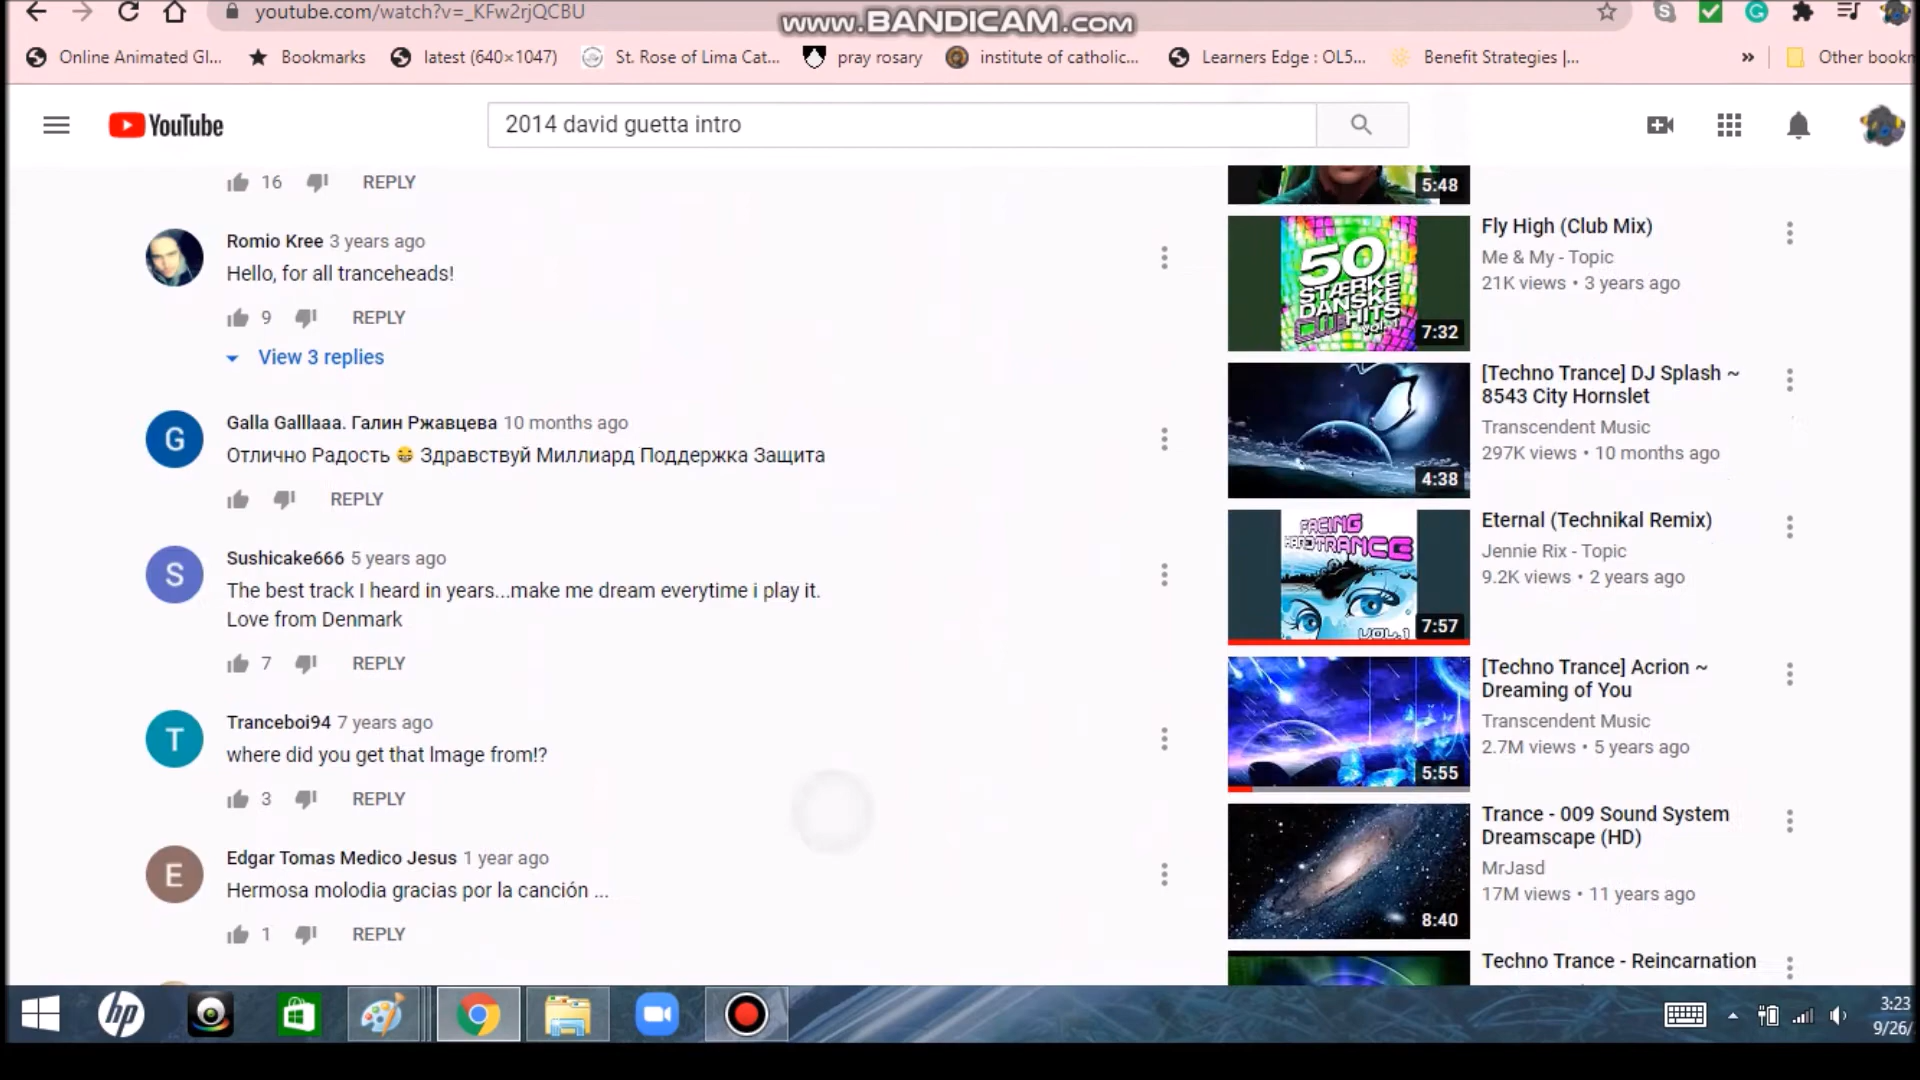 youtube.com/watch?v=_KFw2rjQCBU
www.BANDICAM.com
Online Animated Gl...
Bookmarks
latest (640×1047)
St. Rose of Lima Cat...
pray rosary
institute of catholic...
Learners Edge : OL5...
Benefit Strategies |...
»
Other bookm
YouTube
2014 david guetta intro
16 REPLY
Romio Kree 3 years ago
Hello, for all tranceheads!
9 REPLY
View 3 replies
Galla Galllaaa. Галин Ржавцева 10 months ago
Отлично Радость 😁 Здравствуй Миллиард Поддержка Защита
REPLY
G
Sushicake666 5 years ago
The best track I heard in years...make me dream everytime i play it.
Love from Denmark
7 REPLY
S
Tranceboi94 7 years ago
where did you get that Image from!?
3 REPLY
T
Edgar Tomas Medico Jesus 1 year ago
Hermosa molodia gracias por la canción ...
1 REPLY
E
5:48
50
STÆRKE
DANSKE
CLUBHITS
VOL. 1
7:32
Fly High (Club Mix)
Me & My - Topic
21K views • 3 years ago
4:38
[Techno Trance] DJ Splash ~
8543 City Hornslet
Transcendent Music
297K views • 10 months ago
FACING
HARDTRANCE
VOL.1
7:57
Eternal (Technikal Remix)
Jennie Rix - Topic
9.2K views • 2 years ago
5:55
[Techno Trance] Acrion ~
Dreaming of You
Transcendent Music
2.7M views • 5 years ago
8:40
Trance - 009 Sound System
Dreamscape (HD)
MrJasd
17M views • 11 years ago
Techno Trance - Reincarnation
hp
3:23
9/26/